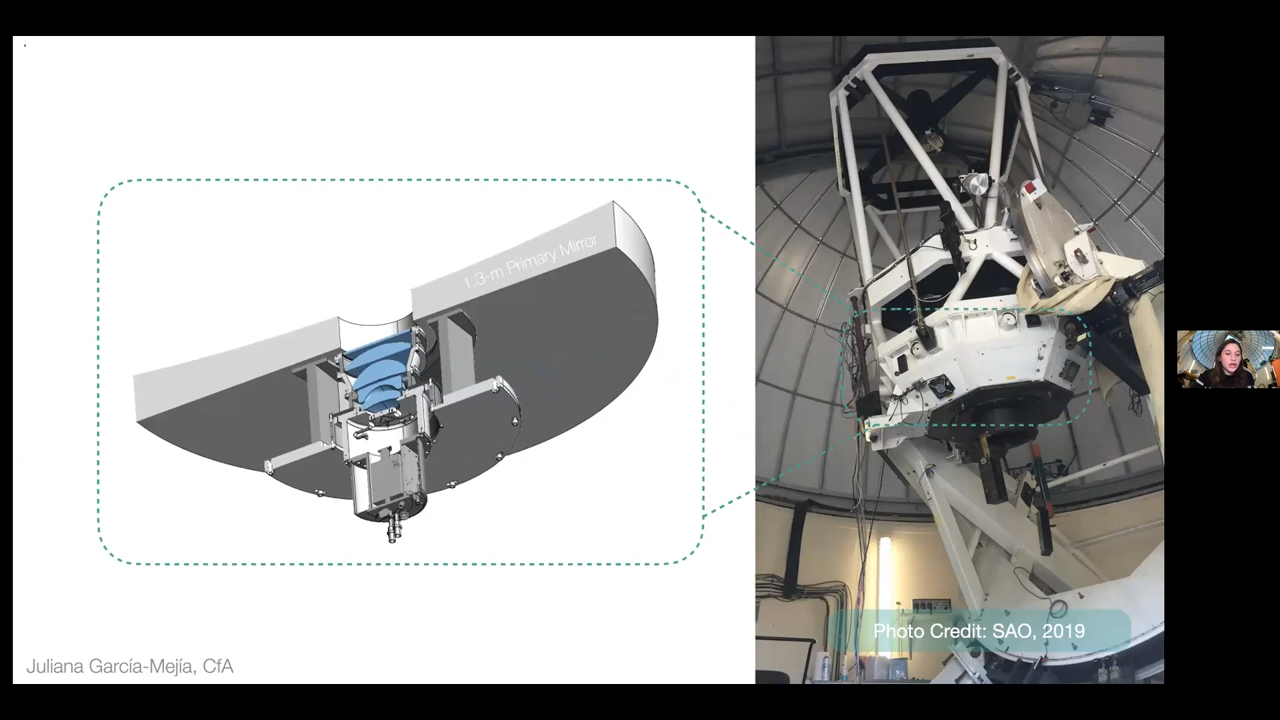 1.3-m Primary Mirror
Photo Credit: SAO, 2019
Juliana García-Mejía, CfA